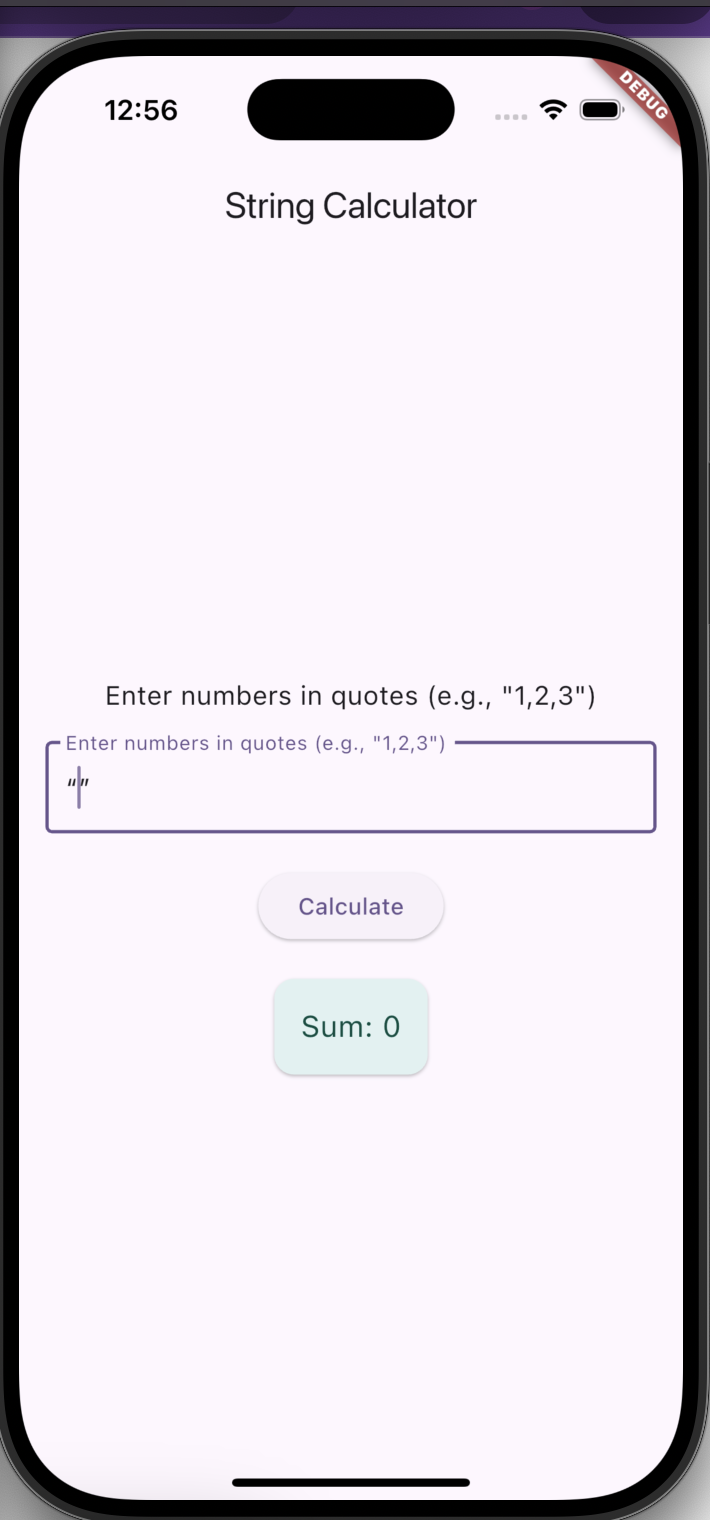 12:56
DEBUG
String Calculator
Enter numbers in quotes (e.g., "1,2,3")
Enter numbers in quotes (e.g., "1,2,3")
“”
Calculate
Sum: 0